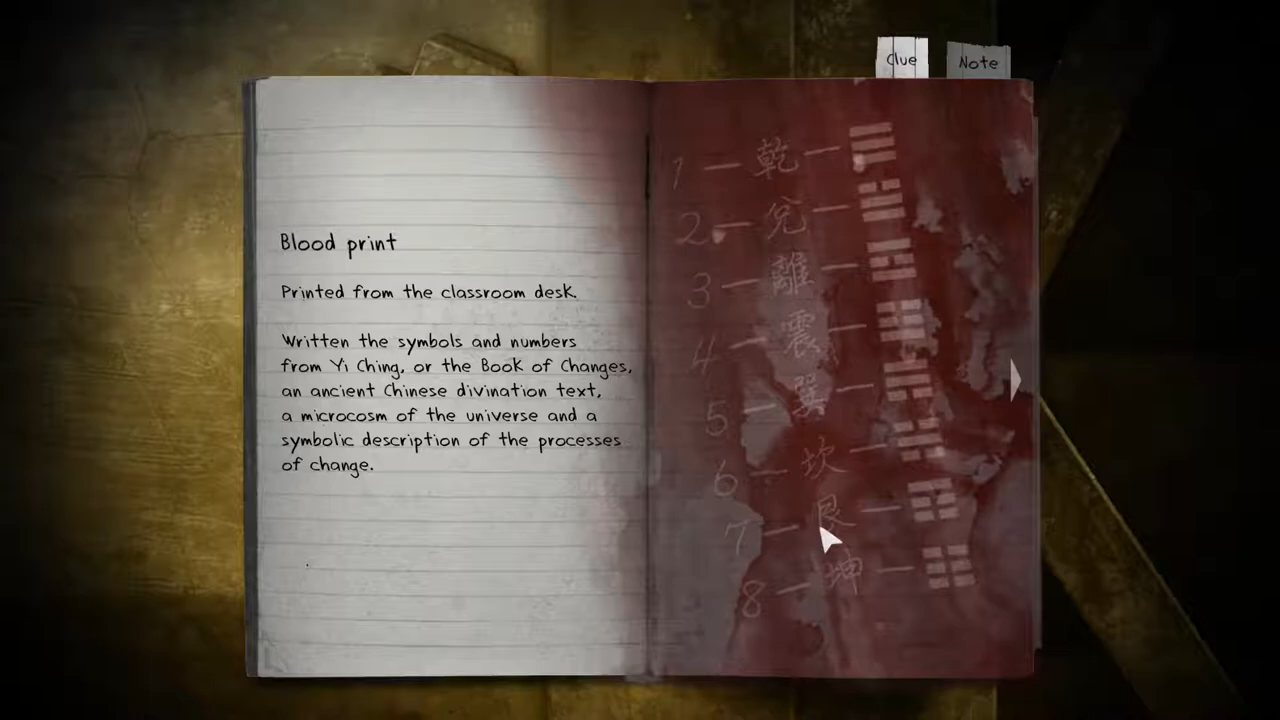 Clue
Note
Blood print
Printed from the classroom desk.
Written the symbols and numbers
from Yi Ching, or the Book of Changes,
an ancient Chinese divination text,
a microcosm of the universe and a
symbolic description of the processes
of change.
1 — 乾 — ☰
2 — 兌 — ☱
3 — 離 — ☲
4 — 震 — ☳
5 — 巽 — ☴
6 — 坎 — ☵
7 — 艮 — ☶
8 — 坤 — ☷